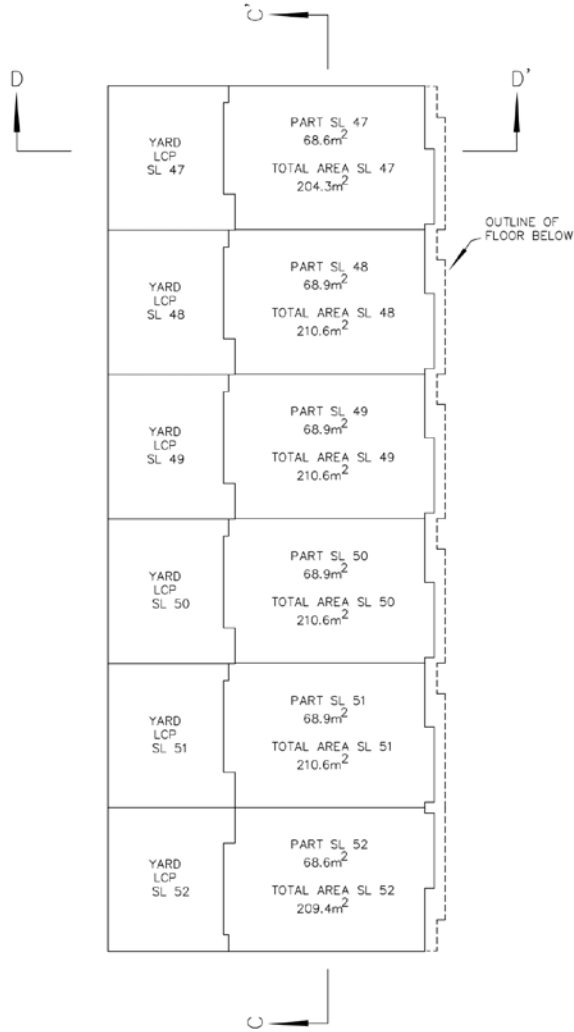 C'
D
D'
YARD
LCP
SL 47
PART SL 47
68.6m²
TOTAL AREA SL 47
204.3m²
OUTLINE OF
FLOOR BELOW
YARD
LCP
SL 48
PART SL 48
68.9m²
TOTAL AREA SL 48
210.6m²
YARD
LCP
SL 49
PART SL 49
68.9m²
TOTAL AREA SL 49
210.6m²
YARD
LCP
SL 50
PART SL 50
68.9m²
TOTAL AREA SL 50
210.6m²
YARD
LCP
SL 51
PART SL 51
68.9m²
TOTAL AREA SL 51
210.6m²
YARD
LCP
SL 52
PART SL 52
68.6m²
TOTAL AREA SL 52
209.4m²
C